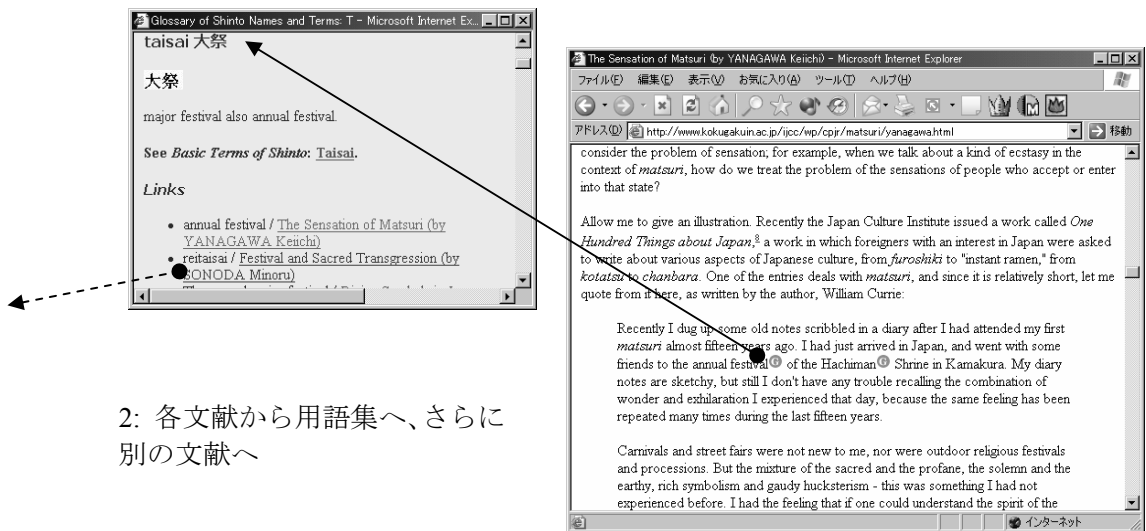 Glossary of Shinto Names and Terms: T - Microsoft Internet Ex...
taisai 大祭
大祭
major festival also annual festival.
See Basic Terms of Shinto: Taisai.
Links
• annual festival / The Sensation of Matsuri (by
YANAGAWA Keiichi)
• reitaisai / Festival and Sacred Transgression (by
SONODA Minoru)
2: 各文献から用語集へ、さらに
別の文献へ
The Sensation of Matsuri (by YANAGAWA Keiichi) - Microsoft Internet Explorer
ファイル(F) 編集(E) 表示(V) お気に入り(A) ツール(T) ヘルプ(H)
アドレス(D) http://www.kokugakuin.ac.jp/ijcc/wp/cpjr/matsuri/yanagawa.html 移動
consider the problem of sensation; for example, when we talk about a kind of ecstasy in the
context of matsuri, how do we treat the problem of the sensations of people who accept or enter
into that state?
Allow me to give an illustration. Recently the Japan Culture Institute issued a work called One
Hundred Things about Japan,8 a work in which foreigners with an interest in Japan were asked
to write about various aspects of Japanese culture, from furoshiki to "instant ramen," from
kotatsu to chanbara. One of the entries deals with matsuri, and since it is relatively short, let me
quote from it here, as written by the author, William Currie:
Recently I dug up some old notes scribbled in a diary after I had attended my first
matsuri almost fifteen years ago. I had just arrived in Japan, and went with some
friends to the annual festival G of the Hachiman G Shrine in Kamakura. My diary
notes are sketchy, but still I don't have any trouble recalling the combination of
wonder and exhilaration I experienced that day, because the same feeling has been
repeated many times during the last fifteen years.
Carnivals and street fairs were not new to me, nor were outdoor religious festivals
and processions. But the mixture of the sacred and the profane, the solemn and the
earthy, rich symbolism and gaudy hucksterism - this was something I had not
experienced before. I had the feeling that if one could understand the spirit of the
インターネット